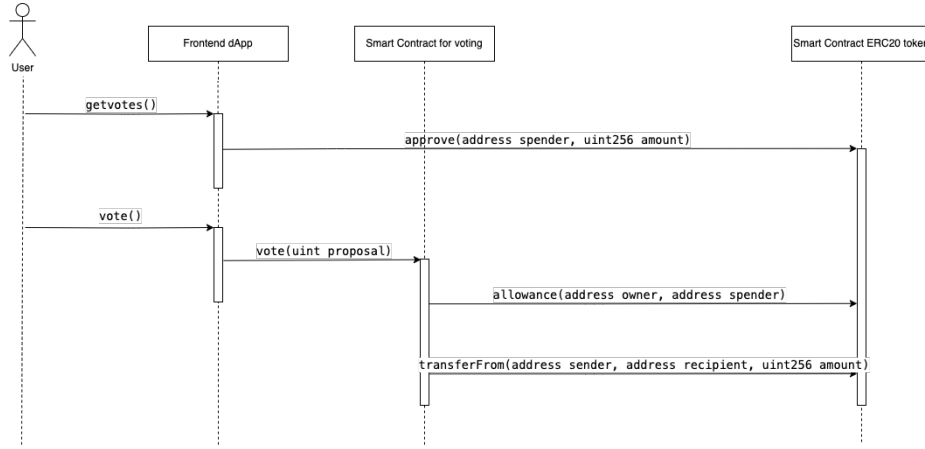 User
Frontend dApp
Smart Contract for voting
Smart Contract ERC20 token
getvotes()
approve(address spender, uint256 amount)
vote()
vote(uint proposal)
allowance(address owner, address spender)
transferFrom(address sender, address recipient, uint256 amount)